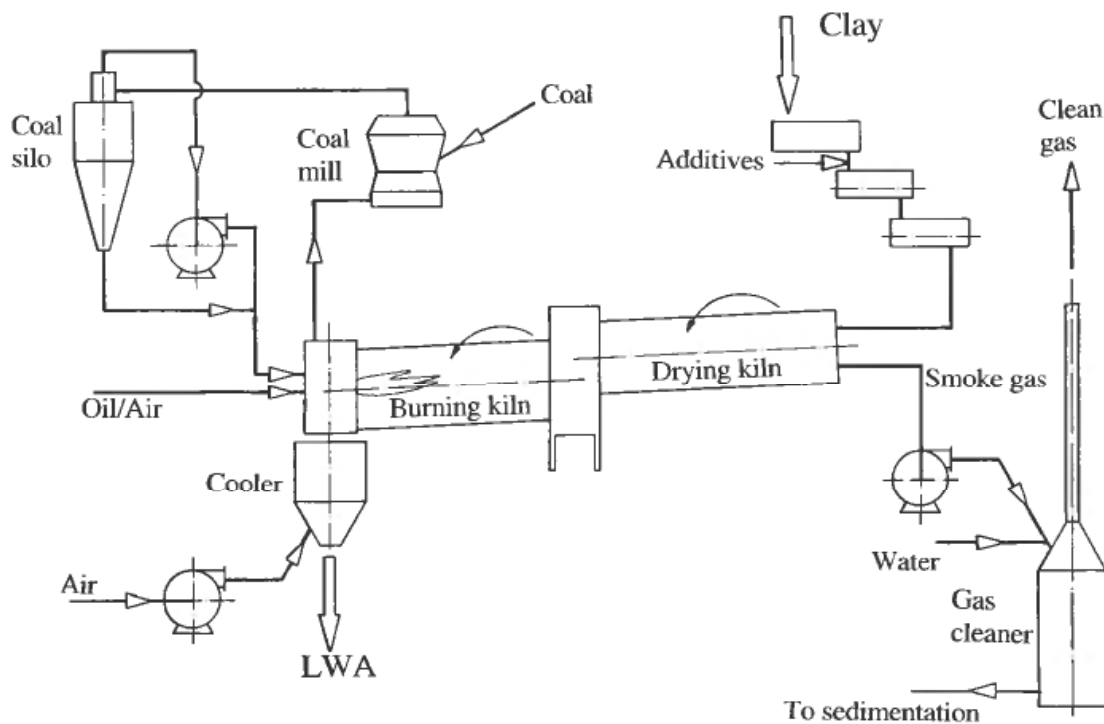 Clay
Coal
silo
Coal
mill
Coal
Additives
Clean
gas
Drying kiln
Smoke gas
Burning kiln
Oil/Air
Cooler
Air
LWA
Water
Gas
cleaner
To sedimentation